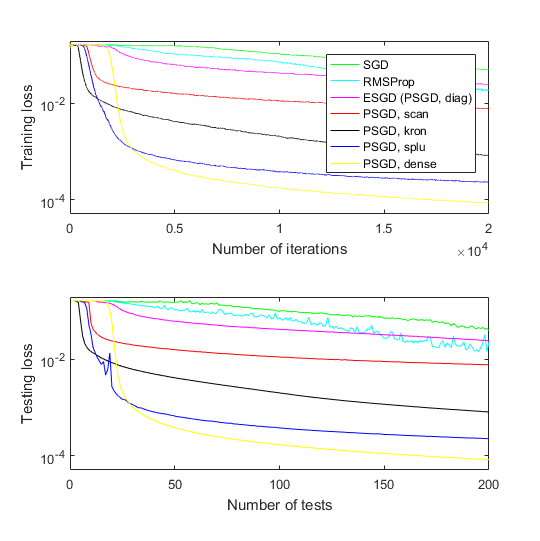 Training loss
10^-2
10^-4
SGD
RMSProp
ESGD (PSGD, diag)
PSGD, scan
PSGD, kron
PSGD, splu
PSGD, dense
0 0.5 1 1.5 2
Number of iterations
×10^4
Testing loss
10^-2
10^-4
0 50 100 150 200
Number of tests